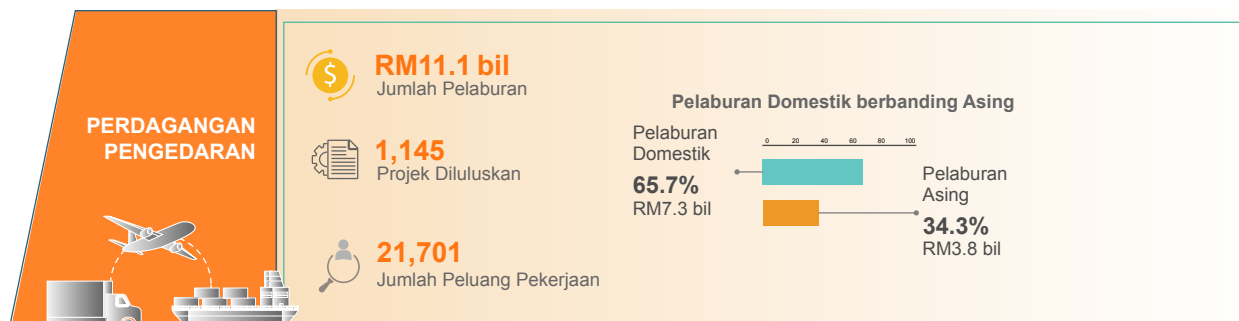 PERDAGANGAN
PENGEDARAN
RM11.1 bil
Jumlah Pelaburan
1,145
Projek Diluluskan
21,701
Jumlah Peluang Pekerjaan
Pelaburan Domestik berbanding Asing
Pelaburan
Domestik
65.7%
RM7.3 bil
0 20 40 60 80 100
Pelaburan
Asing
34.3%
RM3.8 bil